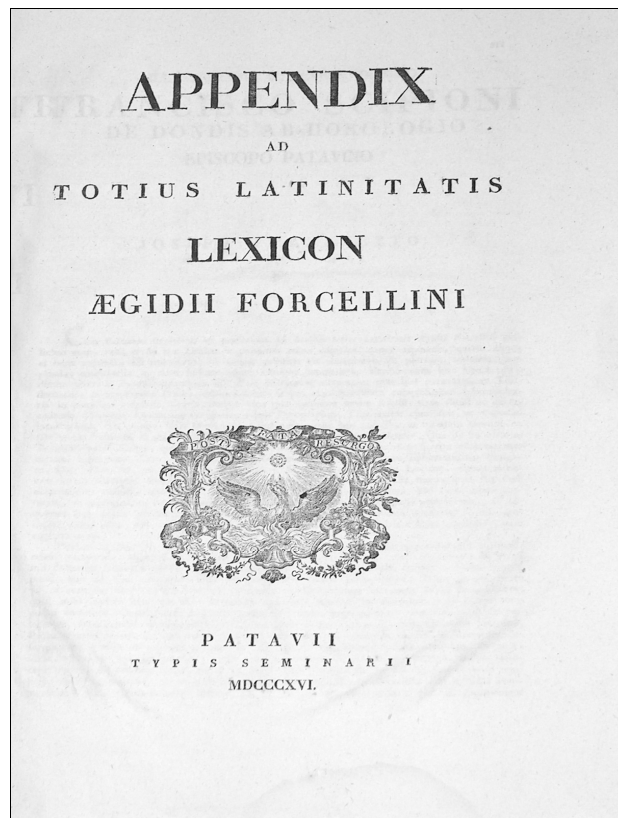 APPENDIX
AD
TOTIUS LATINITATIS
LEXICON
ÆGIDII FORCELLINI
POST FATA RESURGO
PATAVII
TYPIS SEMINARII
MDCCCXVI.